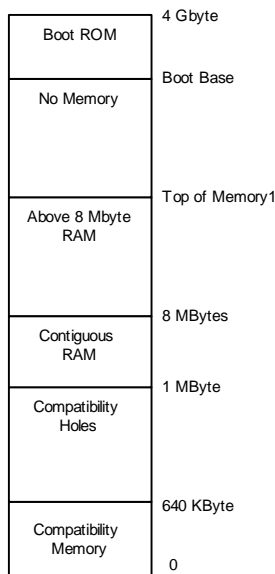 4 Gbyte
Boot ROM
Boot Base
No Memory
Top of Memory1
Above 8 Mbyte
RAM
8 MBytes
Contiguous
RAM
1 MByte
Compatibility
Holes
640 KByte
Compatibility
Memory
0